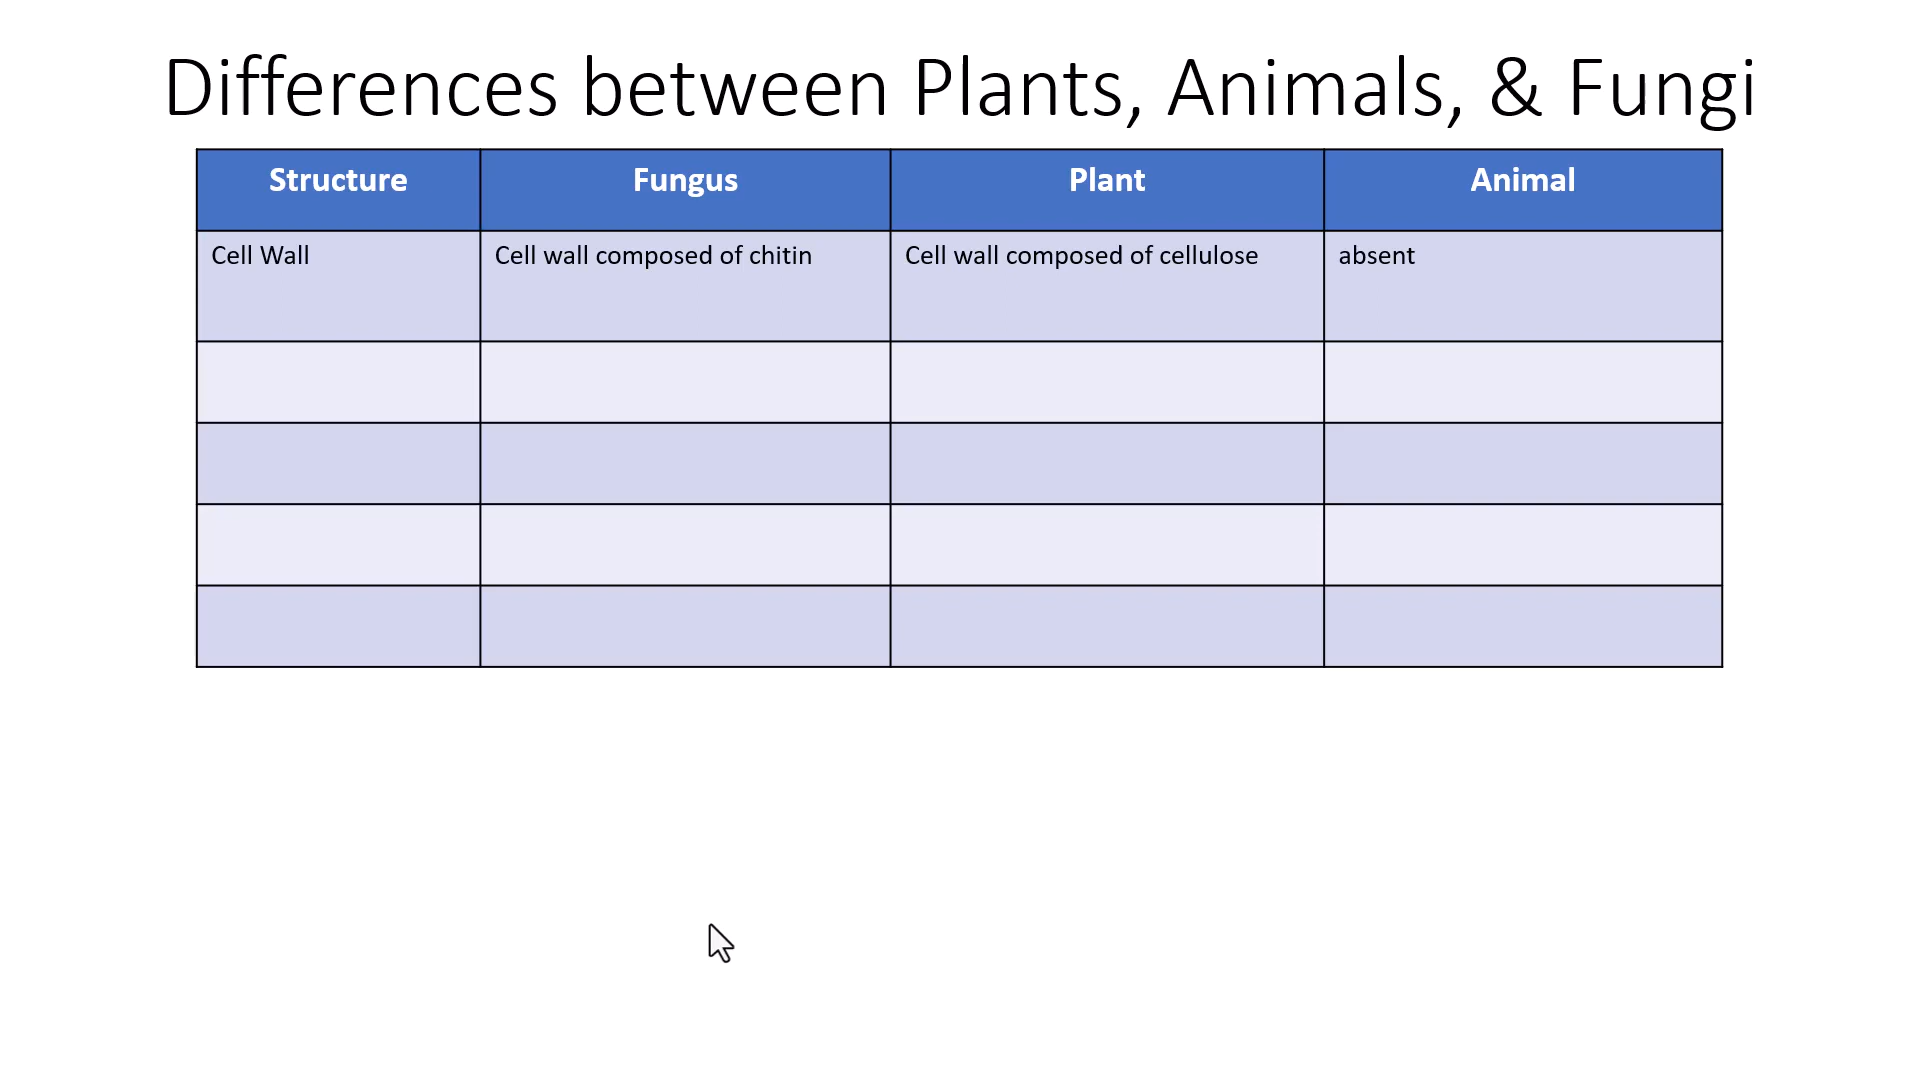 Differences between Plants, Animals, & Fungi
Structure Fungus Plant Animal
Cell Wall Cell wall composed of chitin Cell wall composed of cellulose absent